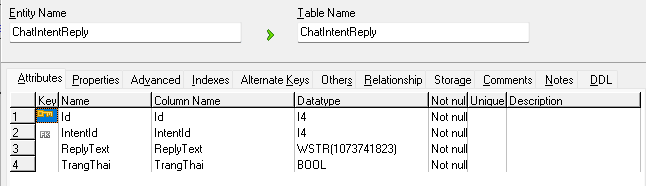 Entity Name Table Name
ChatIntentReply ChatIntentReply
Attributes Properties Advanced Indexes Alternate Keys Others Relationship Storage Comments Notes DDL
Key Name Column Name Datatype Not nul Unique Description
1 Id Id I4 Not null
2 FK IntentId IntentId I4 Not null
3 ReplyText ReplyText WSTR(1073741823) Not null
4 TrangThai TrangThai BOOL Not null